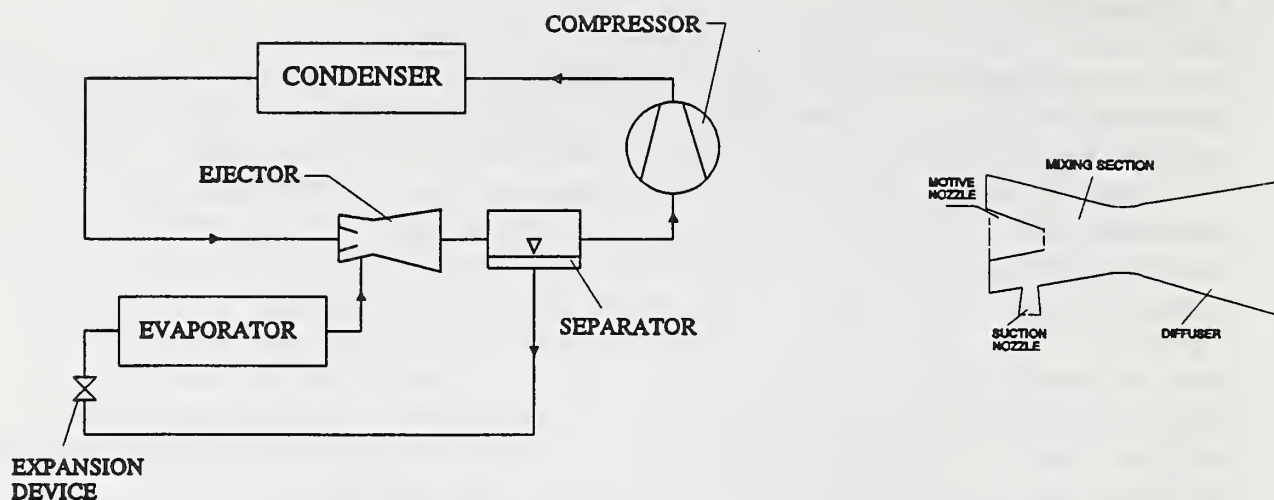 COMPRESSOR
CONDENSER
EJECTOR
EVAPORATOR
SEPARATOR
EXPANSION
DEVICE
MIXING SECTION
MOTIVE
NOZZLE
SUCTION
NOZZLE
DIFFUSER